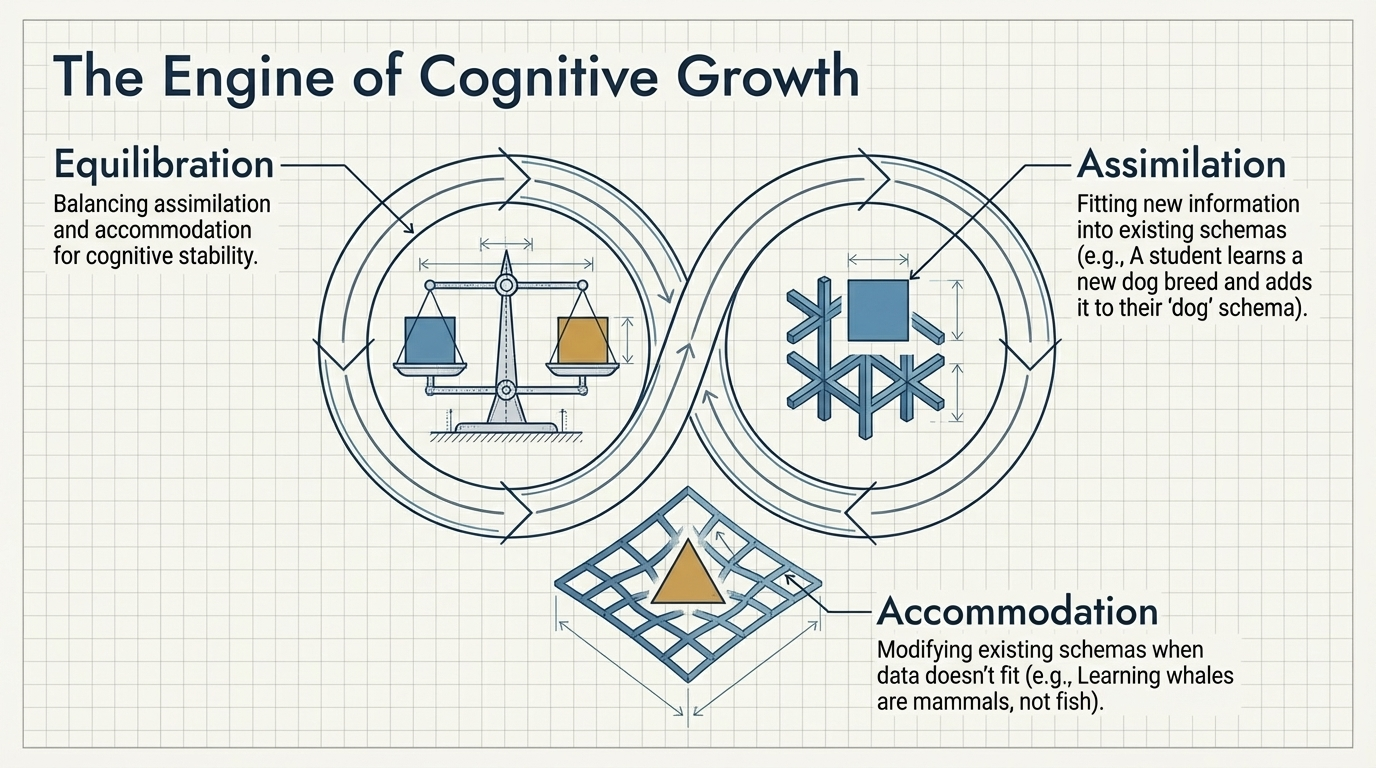 The Engine of Cognitive Growth
Equilibration
Balancing assimilation
and accommodation
for cognitive stability.
Assimilation
Fitting new information
into existing schemas
(e.g., A student learns a
new dog breed and adds
it to their ‘dog’ schema).
Accommodation
Modifying existing schemas when
data doesn’t fit (e.g., Learning whales
are mammals, not fish).